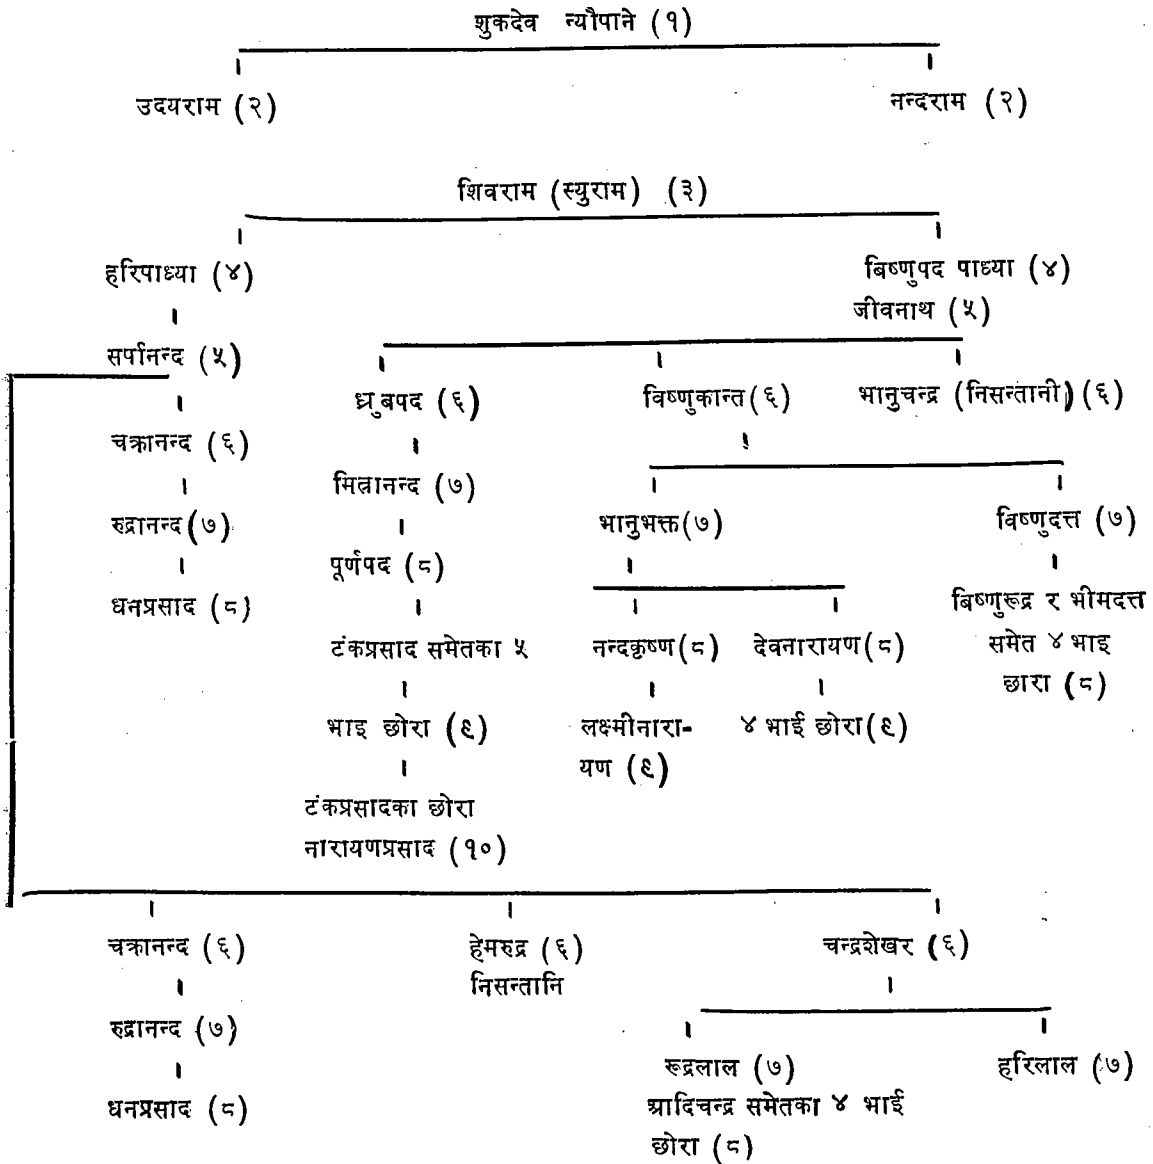 शुकदेव न्यौपाने (१)
उदयराम (२) नन्दराम (२)
शिवराम (स्युराम) (३)
हरिपाध्या (४) बिष्णुपद पाध्या (४)
जीवनाथ (५)
सर्पानन्द (५)
ध्रुबपद (६) विष्णुकान्त (६) भानुचन्द्र (निसन्तानी) (६)
चक्रानन्द (६)
मित्रानन्द (७)
रुद्रानन्द (७) भानुभक्त (७) विष्णुदत्त (७)
पूर्णपद (८)
धनप्रसाद (८) बिष्णुरूद्र र भीमदत्त
टंकप्रसाद समेतका ५ नन्दकृष्ण (८) देवनारायण (८) समेत ४ भाइ
छारा (८)
भाइ छोरा (९) लक्ष्मीनारा- ४ भाई छोरा (९)
यण (९)
टंकप्रसादका छोरा
नारायणप्रसाद (१०)
चक्रानन्द (६) हेमरुद्र (६) चन्द्रशेखर (६)
निसन्तानि
रुद्रानन्द (७)
रूद्रलाल (७) हरिलाल (७)
धनप्रसाद (८) आदिचन्द्र समेतका ४ भाई
छोरा (८)